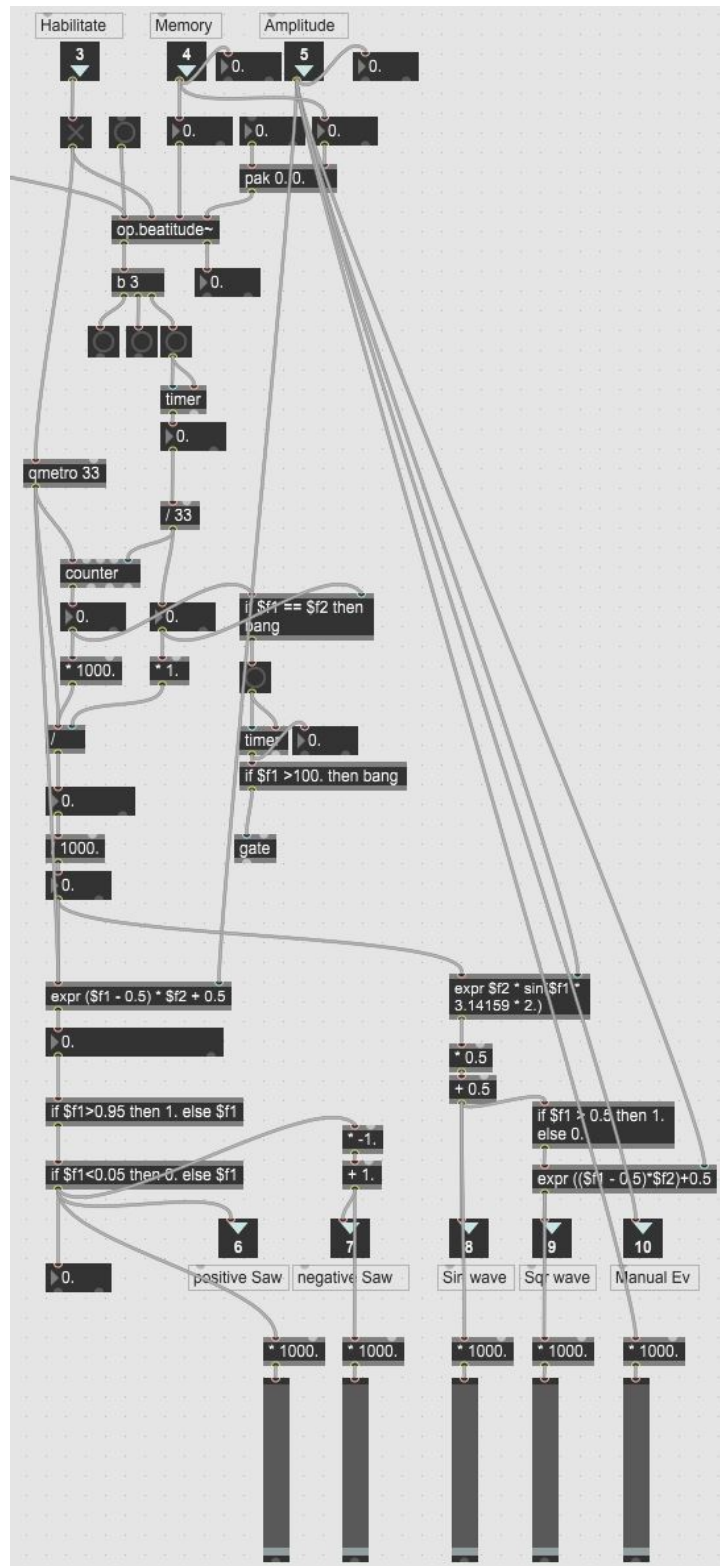 Habilitate
Memory
Amplitude
3
4
5
0.
0.
0.
0.
0.
pak 0. 0.
op.beatitude~
b 3
0.
timer
0.
qmetro 33
/ 33
counter
0.
0.
if $f1 == $f2 then
bang
* 1000.
* 1.
/
timer
0.
if $f1 >100. then bang
0.
gate
1000.
0.
expr ($f1 - 0.5) * $f2 + 0.5
expr $f2 * sin($f1 *
3.14159 * 2.)
0.
* 0.5
+ 0.5
if $f1>0.95 then 1. else $f1
if $f1 > 0.5 then 1.
else 0.
* -1.
if $f1<0.05 then 0. else $f1
+ 1.
expr (($f1 - 0.5)*$f2)+0.5
6
7
8
9
10
0.
positive Saw
negative Saw
Sin wave
Sqr wave
Manual Ev
* 1000.
* 1000.
* 1000.
* 1000.
* 1000.